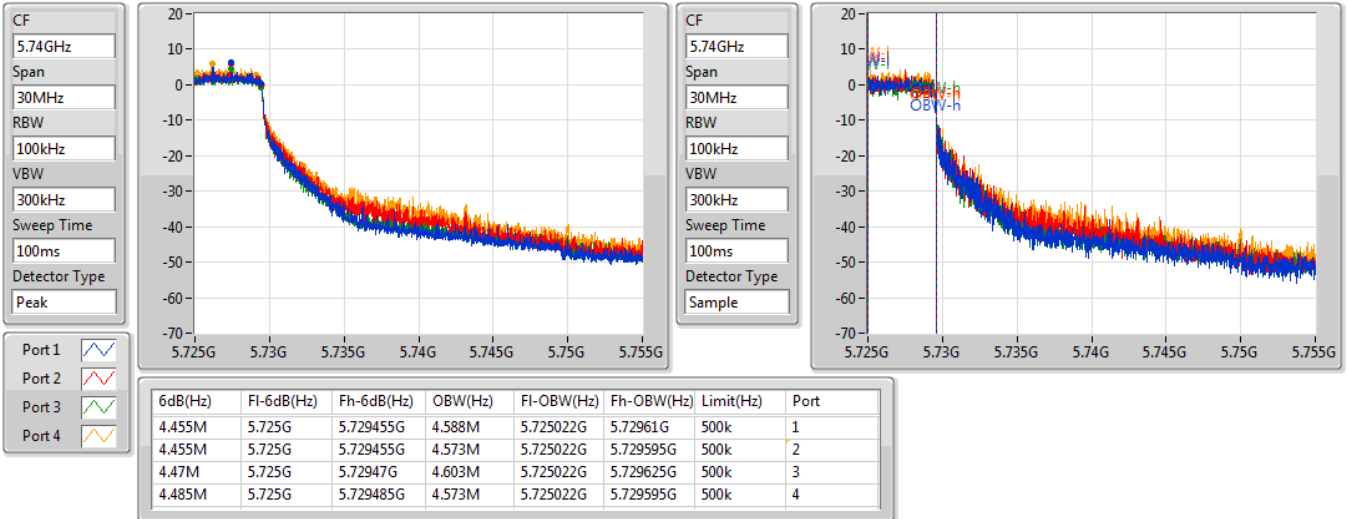 CF
5.74GHz
Span
30MHz
RBW
100kHz
VBW
300kHz
Sweep Time
100ms
Detector Type
Peak
20
10
0
-10
-20
-30
-40
-50
-60
-70
5.725G 5.73G 5.735G 5.74G 5.745G 5.75G 5.755G
CF
5.74GHz
Span
30MHz
RBW
100kHz
VBW
300kHz
Sweep Time
100ms
Detector Type
Sample
20
10
0
-10
-20
-30
-40
-50
-60
-70
OBW-h
5.725G 5.73G 5.735G 5.74G 5.745G 5.75G 5.755G
Port 1
Port 2
Port 3
Port 4
6dB(Hz) Fl-6dB(Hz) Fh-6dB(Hz) OBW(Hz) Fl-OBW(Hz) Fh-OBW(Hz) Limit(Hz) Port
4.455M 5.725G 5.729455G 4.588M 5.725022G 5.72961G 500k 1
4.455M 5.725G 5.729455G 4.573M 5.725022G 5.729595G 500k 2
4.47M 5.725G 5.72947G 4.603M 5.725022G 5.729625G 500k 3
4.485M 5.725G 5.729485G 4.573M 5.725022G 5.729595G 500k 4